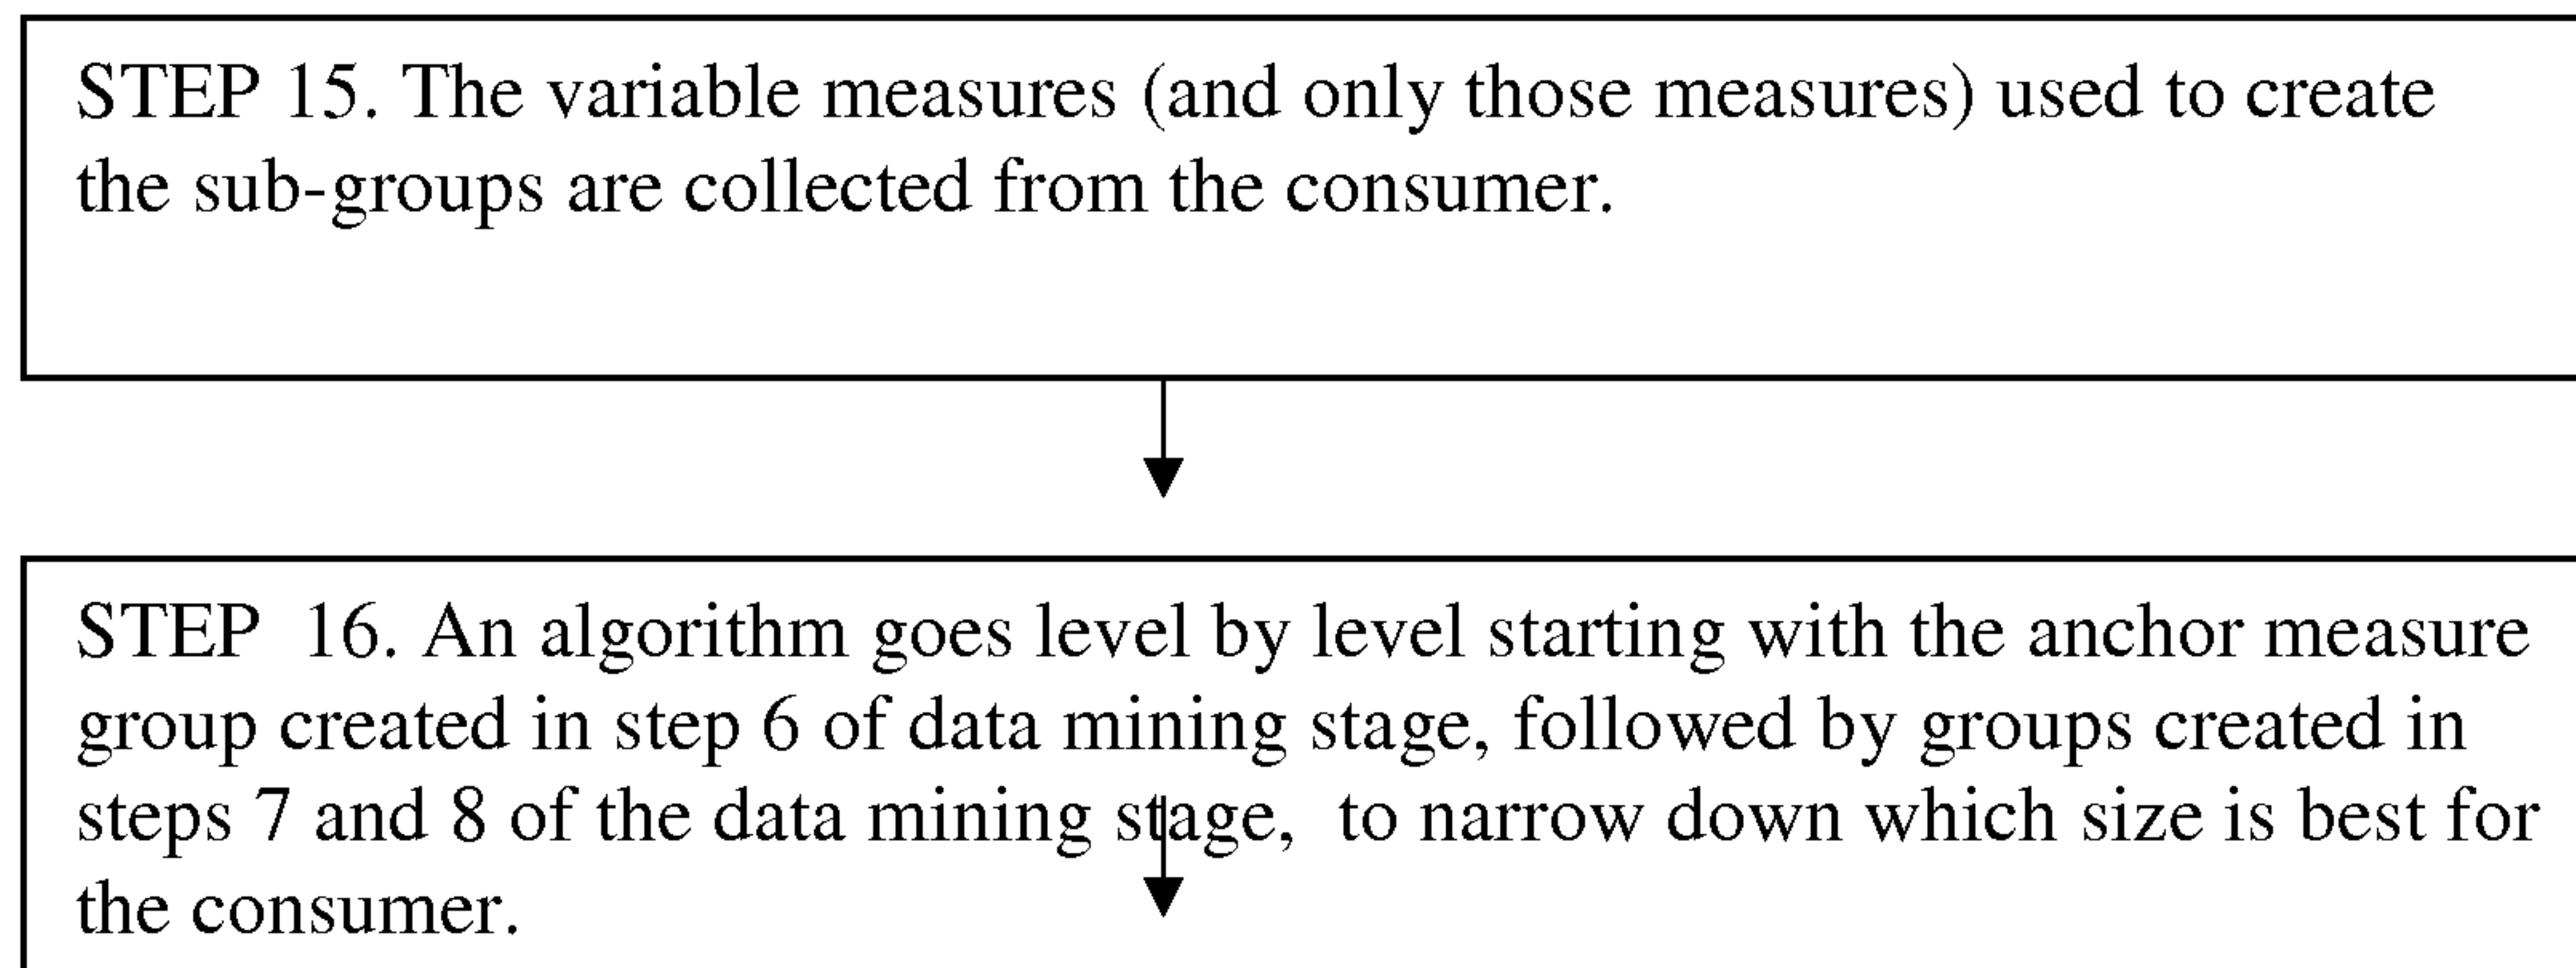 STEP 15. The variable measures (and only those measures) used to create
the sub-groups are collected from the consumer.
STEP 16. An algorithm goes level by level starting with the anchor measure
group created in step 6 of data mining stage, followed by groups created in
steps 7 and 8 of the data mining stage, to narrow down which size is best for
the consumer.